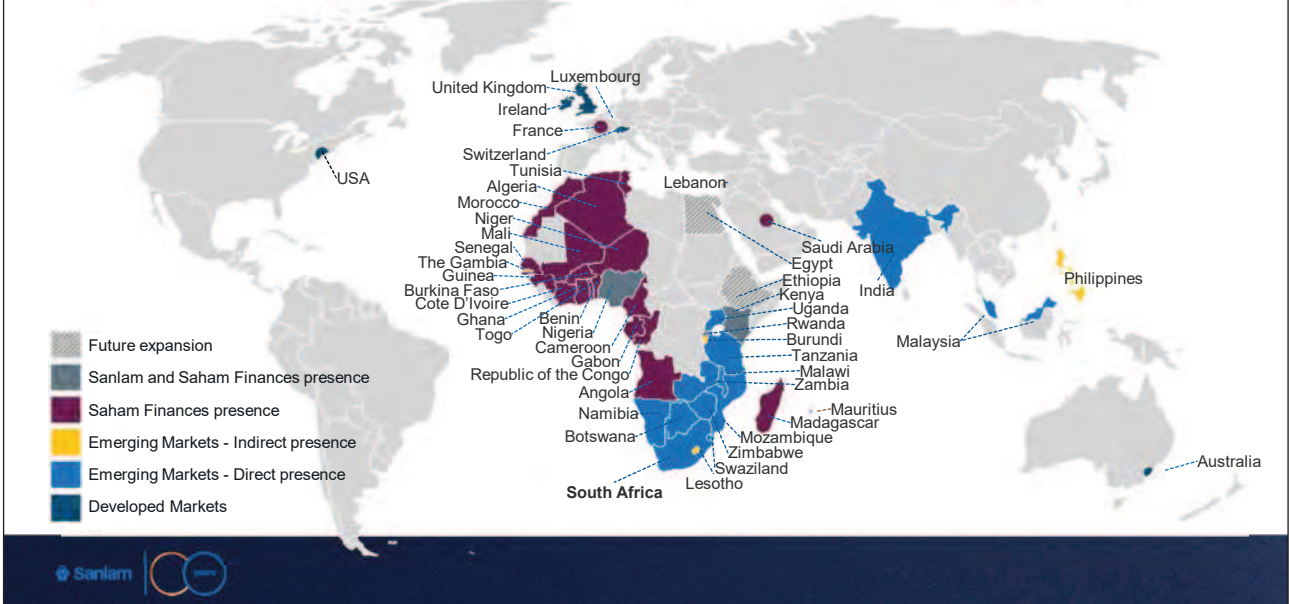 Luxembourg
United Kingdom
Ireland
France
Switzerland
USA
Tunisia
Algeria
Lebanon
Morocco
Niger
Mali
Senegal
Saudi Arabia
The Gambia
Egypt
Guinea
Ethiopia
Burkina Faso
Kenya
India
Philippines
Cote D'Ivoire
Uganda
Ghana
Benin
Rwanda
Togo
Nigeria
Burundi
Malaysia
Cameroon
Tanzania
Gabon
Malawi
Republic of the Congo
Zambia
Angola
Mauritius
Namibia
Madagascar
Botswana
Mozambique
Zimbabwe
Swaziland
Lesotho
South Africa
Australia
Future expansion
Sanlam and Saham Finances presence
Saham Finances presence
Emerging Markets - Indirect presence
Emerging Markets - Direct presence
Developed Markets
Sanlam
years